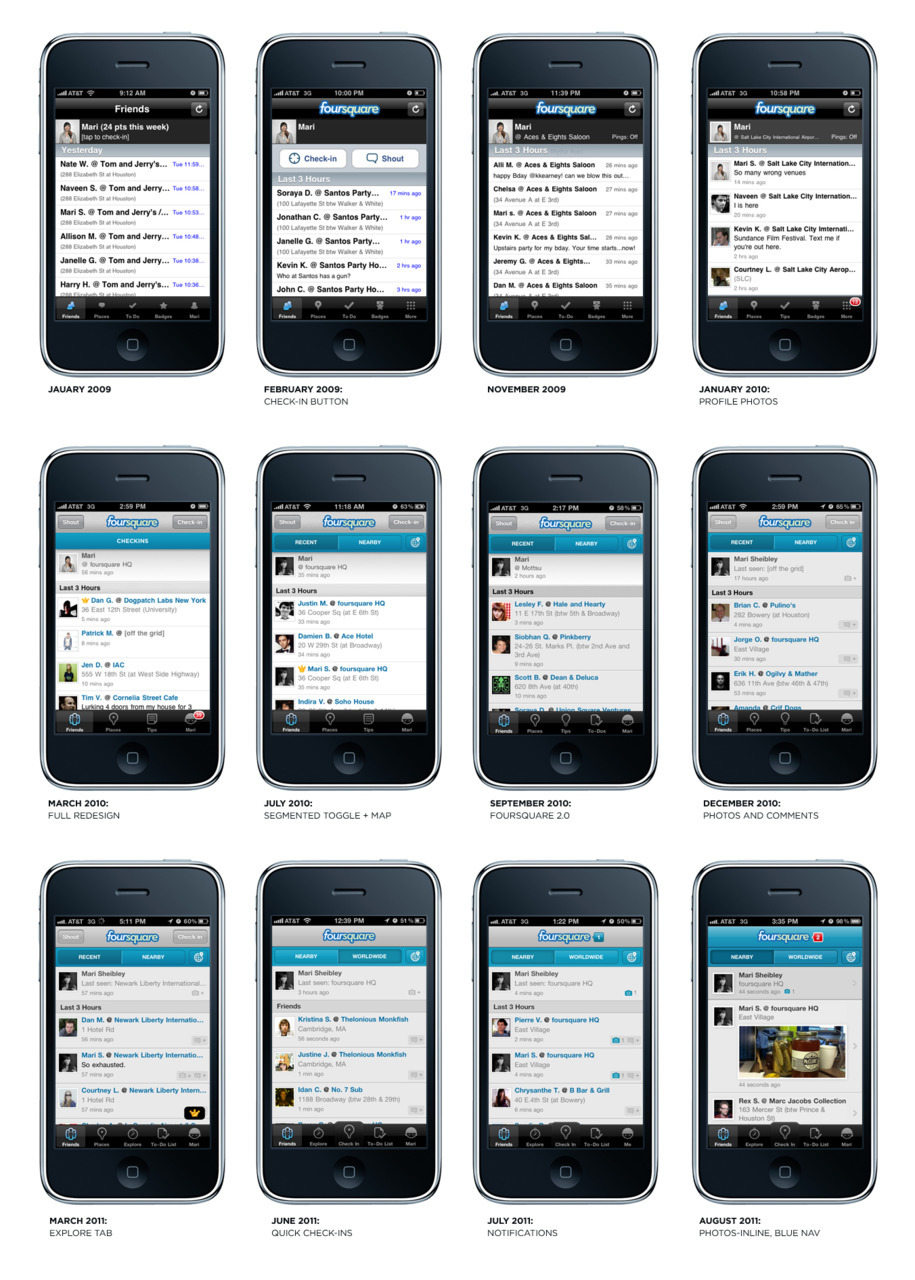 AT&T
9:12 AM
Friends
Mari (24 pts this week)
[tap to check-in]
Yesterday
Nate W. @ Tom and Jerry's... Tue 11:59...
(288 Elizabeth St at Houston)
Naveen S. @ Tom and Jerry... Tue 10:58...
(288 Elizabeth St at Houston)
Mari S. @ Tom and Jerry's /... Tue 10:53...
(288 Elizabeth St at Houston)
Allison M. @ Tom and Jerry... Tue 10:48...
(288 Elizabeth St at Houston)
Janelle G. @ Tom and Jerry... Tue 10:38...
(288 Elizabeth St at Houston)
Harry H. @ Tom and Jerry's... Tue 10:36...
(288 Elizabeth St at Houston)
Friends Places To Do Badges Mari
JAUARY 2009
AT&T 3G 10:00 PM
foursquare
Mari
Check-in Shout
Last 3 Hours
Soraya D. @ Santos Party... 17 mins ago
(100 Lafayette St btw Walker & White)
Jonathan C. @ Santos Party... 1 hr ago
(100 Lafayette St btw Walker & White)
Janelle G. @ Santos Party... 1 hr ago
(100 Lafayette St btw Walker & White)
Kevin K. @ Santos Party Ho... 2 hrs ago
Who at Santos has a gun?
John C. @ Santos Party Ho... 3 hrs ago
Friends Places To-Do Badges More
FEBRUARY 2009:
CHECK-IN BUTTON
AT&T 3G 11:39 PM
foursquare
Mari
@ Aces & Eights Saloon Pings: Off
Last 3 Hours
Alli M. @ Aces & Eights Saloon 26 mins ago
happy Bday @kkearney! can we blow this out...
Chelsa @ Aces & Eights Saloon 27 mins ago
(34 Avenue A at E 3rd)
Mari s. @ Aces & Eights Saloon 27 mins ago
(34 Avenue A at E 3rd)
Kevin K. @ Aces & Eights Sal... 28 mins ago
Upstairs party for my bday. Your time starts...now!
Jeremy G. @ Aces & Eights... 33 mins ago
(34 Avenue A at E 3rd)
Dan M. @ Aces & Eights Saloon 35 mins ago
(34 Avenue A at E 3rd)
Friends Places To-Do Badges More
NOVEMBER 2009
AT&T 3G 10:58 PM
foursquare
Mari
@ Salt Lake City International Airpor... Pings: Off
Last 3 Hours
Mari S. @ Salt Lake City Internation...
So many wrong venues
14 mins ago
Naveen @ Salt Lake City Internation...
I is here
20 mins ago
Kevin K. @ Salt Lake City Internati...
Sundance Film Festival. Text me if
you're out here.
2 hrs ago
Courtney L. @ Salt Lake City Aerop...
(SLC)
2 hrs ago
Friends Places Tips Badges More
JANUARY 2010:
PROFILE PHOTOS
AT&T 3G 2:59 PM
Shout foursquare Check-in
CHECKINS
Mari
@ foursquare HQ
56 mins ago
Last 3 Hours
Dan G. @ Dogpatch Labs New York
36 East 12th Street (University)
5 mins ago
Patrick M. @ [off the grid]
8 mins ago
Jen D. @ IAC
555 W 18th St (at West Side Highway)
10 mins ago
Tim V. @ Cornelia Street Cafe
Lurking 4 doors from my house for 3
Friends Places Tips Mari
MARCH 2010:
FULL REDESIGN
AT&T 11:18 AM 63%
Shout foursquare Check-in
RECENT NEARBY
Mari
@ foursquare HQ
35 mins ago
Last 3 Hours
Justin M. @ foursquare HQ
36 Cooper Sq (at E 6th St)
33 mins ago
Damien B. @ Ace Hotel
20 W 29th St (at Broadway)
34 mins ago
Mari S. @ foursquare HQ
36 Cooper Sq (at E 6th St)
35 mins ago
Indira V. @ Soho House
Friends Places Tips Mari
JULY 2010:
SEGMENTED TOGGLE + MAP
AT&T 2:17 PM 58%
Shout foursquare Check-in
RECENT NEARBY
Mari
@ Mottsu
2 hours ago
Last 3 Hours
Lesley F. @ Hale and Hearty
11 E 17th St (btw 5th & Broadway)
3 mins ago
Siobhan Q. @ Pinkberry
24-26 St. Marks Pl. (btw 2nd Ave and
3rd Ave)
9 mins ago
Scott B. @ Dean & Deluca
620 8th Ave (at 40th)
10 mins ago
Soraya D. @ Union Square Ventures
Friends Places Tips To-Dos Mari
SEPTEMBER 2010:
FOURSQUARE 2.0
AT&T 2:59 PM 65%
Shout foursquare Check-in
RECENT NEARBY
Mari Sheibley
Last seen: [off the grid]
17 hours ago
Last 3 Hours
Brian C. @ Pulino's
282 Bowery (at Houston)
4 mins ago
Jorge O. @ foursquare HQ
East Village
30 mins ago
Erik H. @ Ogilvy & Mather
636 11th Ave (btw 46th & 47th)
53 mins ago
Amanda @ Crif Dogs
Friends Places Tips To-Do List Mari
DECEMBER 2010:
PHOTOS AND COMMENTS
AT&T 3G 5:11 PM 60%
Shout foursquare Check in
RECENT NEARBY
Mari Sheibley
Last seen: Newark Liberty International...
57 mins ago
Last 3 Hours
Dan M. @ Newark Liberty Internatio...
1 Hotel Rd
56 mins ago
Mari S. @ Newark Liberty Internatio...
So exhausted.
57 mins ago
Courtney L. @ Newark Liberty Intern...
1 Hotel Rd
57 mins ago
Friends Places Explore To-Do List Mari
MARCH 2011:
EXPLORE TAB
AT&T 12:39 PM 51%
foursquare
NEARBY WORLDWIDE
Mari Sheibley
Last seen: foursquare HQ
3 hours ago
Friends
Kristina S. @ Thelonious Monkfish
Cambridge, MA
56 seconds ago
Justine J. @ Thelonious Monkfish
Cambridge, MA
1 min ago
Idan C. @ No. 7 Sub
1188 Broadway (btw 28th & 29th)
1 min ago
Friends Explore Check In To-Do List Mari
JUNE 2011:
QUICK CHECK-INS
AT&T 3G 1:22 PM 50%
foursquare 1
NEARBY WORLDWIDE
Mari Sheibley
Last seen: foursquare HQ
4 mins ago 1
Last 3 Hours
Pierre V. @ foursquare HQ
East Village
2 mins ago 1
Mari S. @ foursquare HQ
East Village
4 mins ago 1
Chrysanthe T. @ B Bar & Grill
40 E.4th St (at Bowery)
6 mins ago
Friends Explore Check In To-Do List Me
JULY 2011:
NOTIFICATIONS
AT&T 3G 3:35 PM 98%
foursquare 2
NEARBY WORLDWIDE
Mari Sheibley
foursquare HQ
44 seconds ago 1
Mari S. @ foursquare HQ
East Village
44 seconds ago
Rex S. @ Marc Jacobs Collection
163 Mercer St (btw Prince &
Houston St)
Friends Explore Check In To-Do List Mari
AUGUST 2011:
PHOTOS-INLINE, BLUE NAV